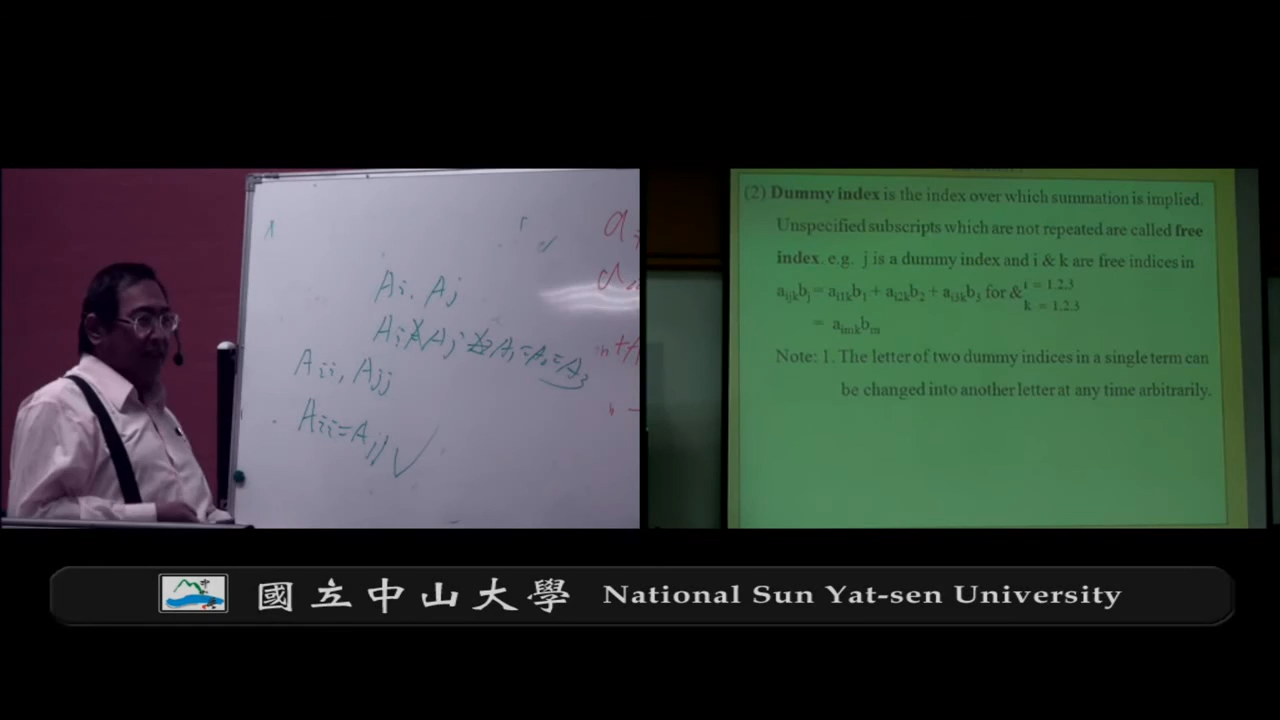 Ai, Aj
Aii, Ajj
Aii=Ajj ✓
(2) Dummy index is the index over which summation is implied.
Unspecified subscripts which are not repeated are called free
index. e.g. j is a dummy index and i & k are free indices in
aijkbj = ai1kb1 + ai2kb2 + ai3kb3 for & i = 1,2,3
k = 1,2,3
= aimkbm
Note: 1. The letter of two dummy indices in a single term can
be changed into another letter at any time arbitrarily.
國立中山大學 National Sun Yat-sen University